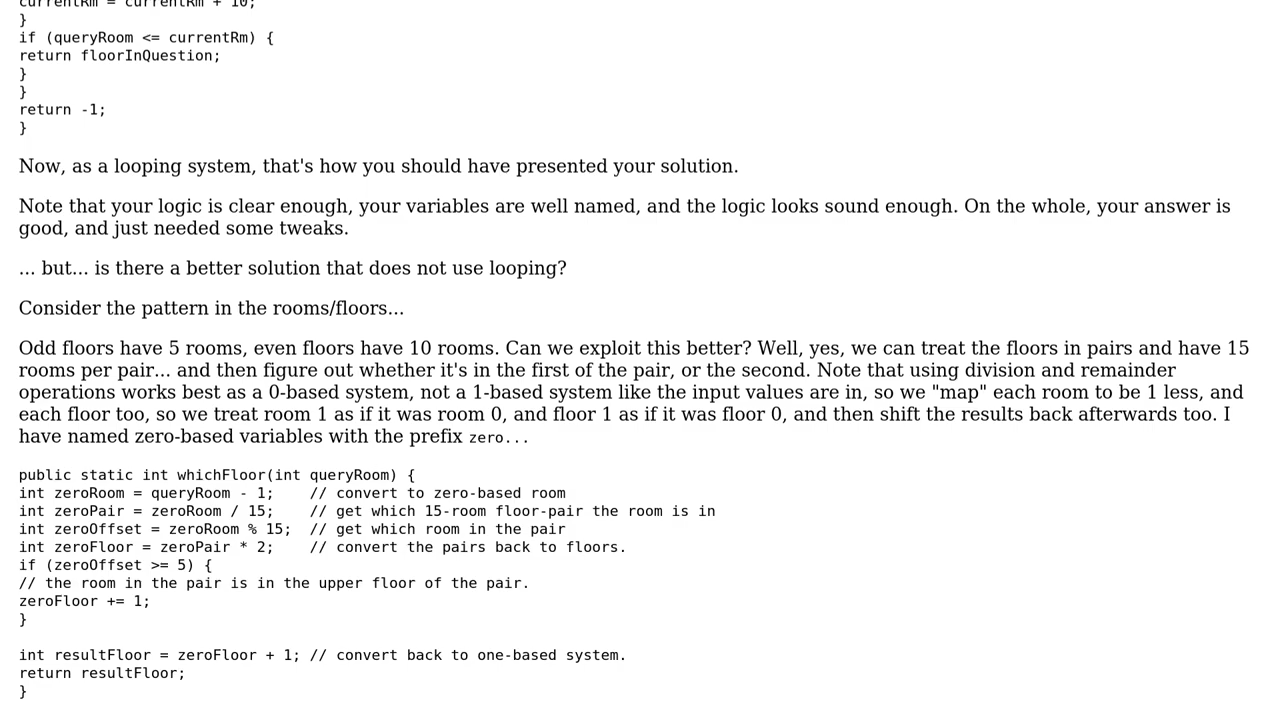 currentRm = currentRm + 10;
}
if (queryRoom <= currentRm) {
return floorInQuestion;
}
}
return -1;
}
Now, as a looping system, that's how you should have presented your solution.
Note that your logic is clear enough, your variables are well named, and the logic looks sound enough. On the whole, your answer is
good, and just needed some tweaks.
... but... is there a better solution that does not use looping?
Consider the pattern in the rooms/floors...
Odd floors have 5 rooms, even floors have 10 rooms. Can we exploit this better? Well, yes, we can treat the floors in pairs and have 15
rooms per pair... and then figure out whether it's in the first of the pair, or the second. Note that using division and remainder
operations works best as a 0-based system, not a 1-based system like the input values are in, so we "map" each room to be 1 less, and
each floor too, so we treat room 1 as if it was room 0, and floor 1 as if it was floor 0, and then shift the results back afterwards too. I
have named zero-based variables with the prefix zero...
public static int whichFloor(int queryRoom) {
int zeroRoom = queryRoom - 1;    // convert to zero-based room
int zeroPair = zeroRoom / 15;    // get which 15-room floor-pair the room is in
int zeroOffset = zeroRoom % 15;  // get which room in the pair
int zeroFloor = zeroPair * 2;    // convert the pairs back to floors.
if (zeroOffset >= 5) {
// the room in the pair is in the upper floor of the pair.
zeroFloor += 1;
}
int resultFloor = zeroFloor + 1; // convert back to one-based system.
return resultFloor;
}